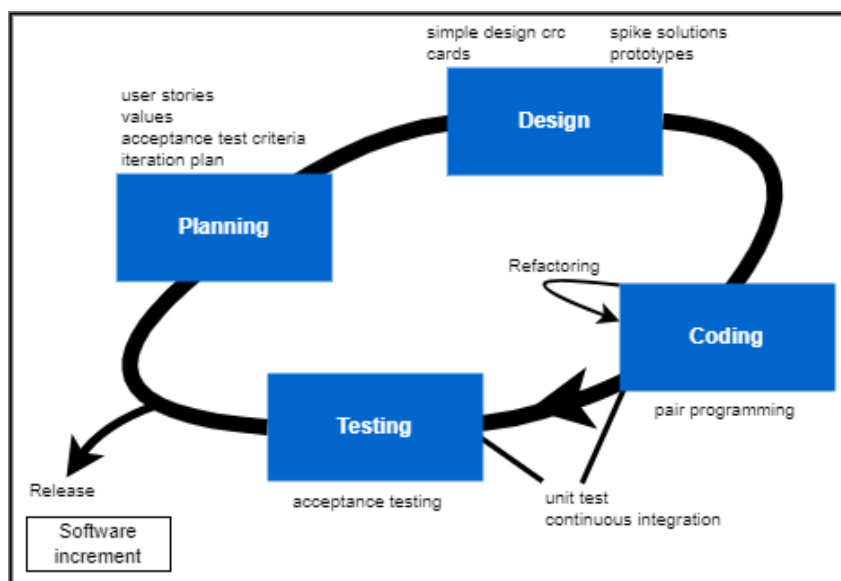 simple design crc
cards
spike solutions
prototypes
user stories
values
acceptance test criteria
iteration plan
Design
Planning
Refactoring
Coding
pair programming
Testing
acceptance testing
unit test
continuous integration
Release
Software
increment